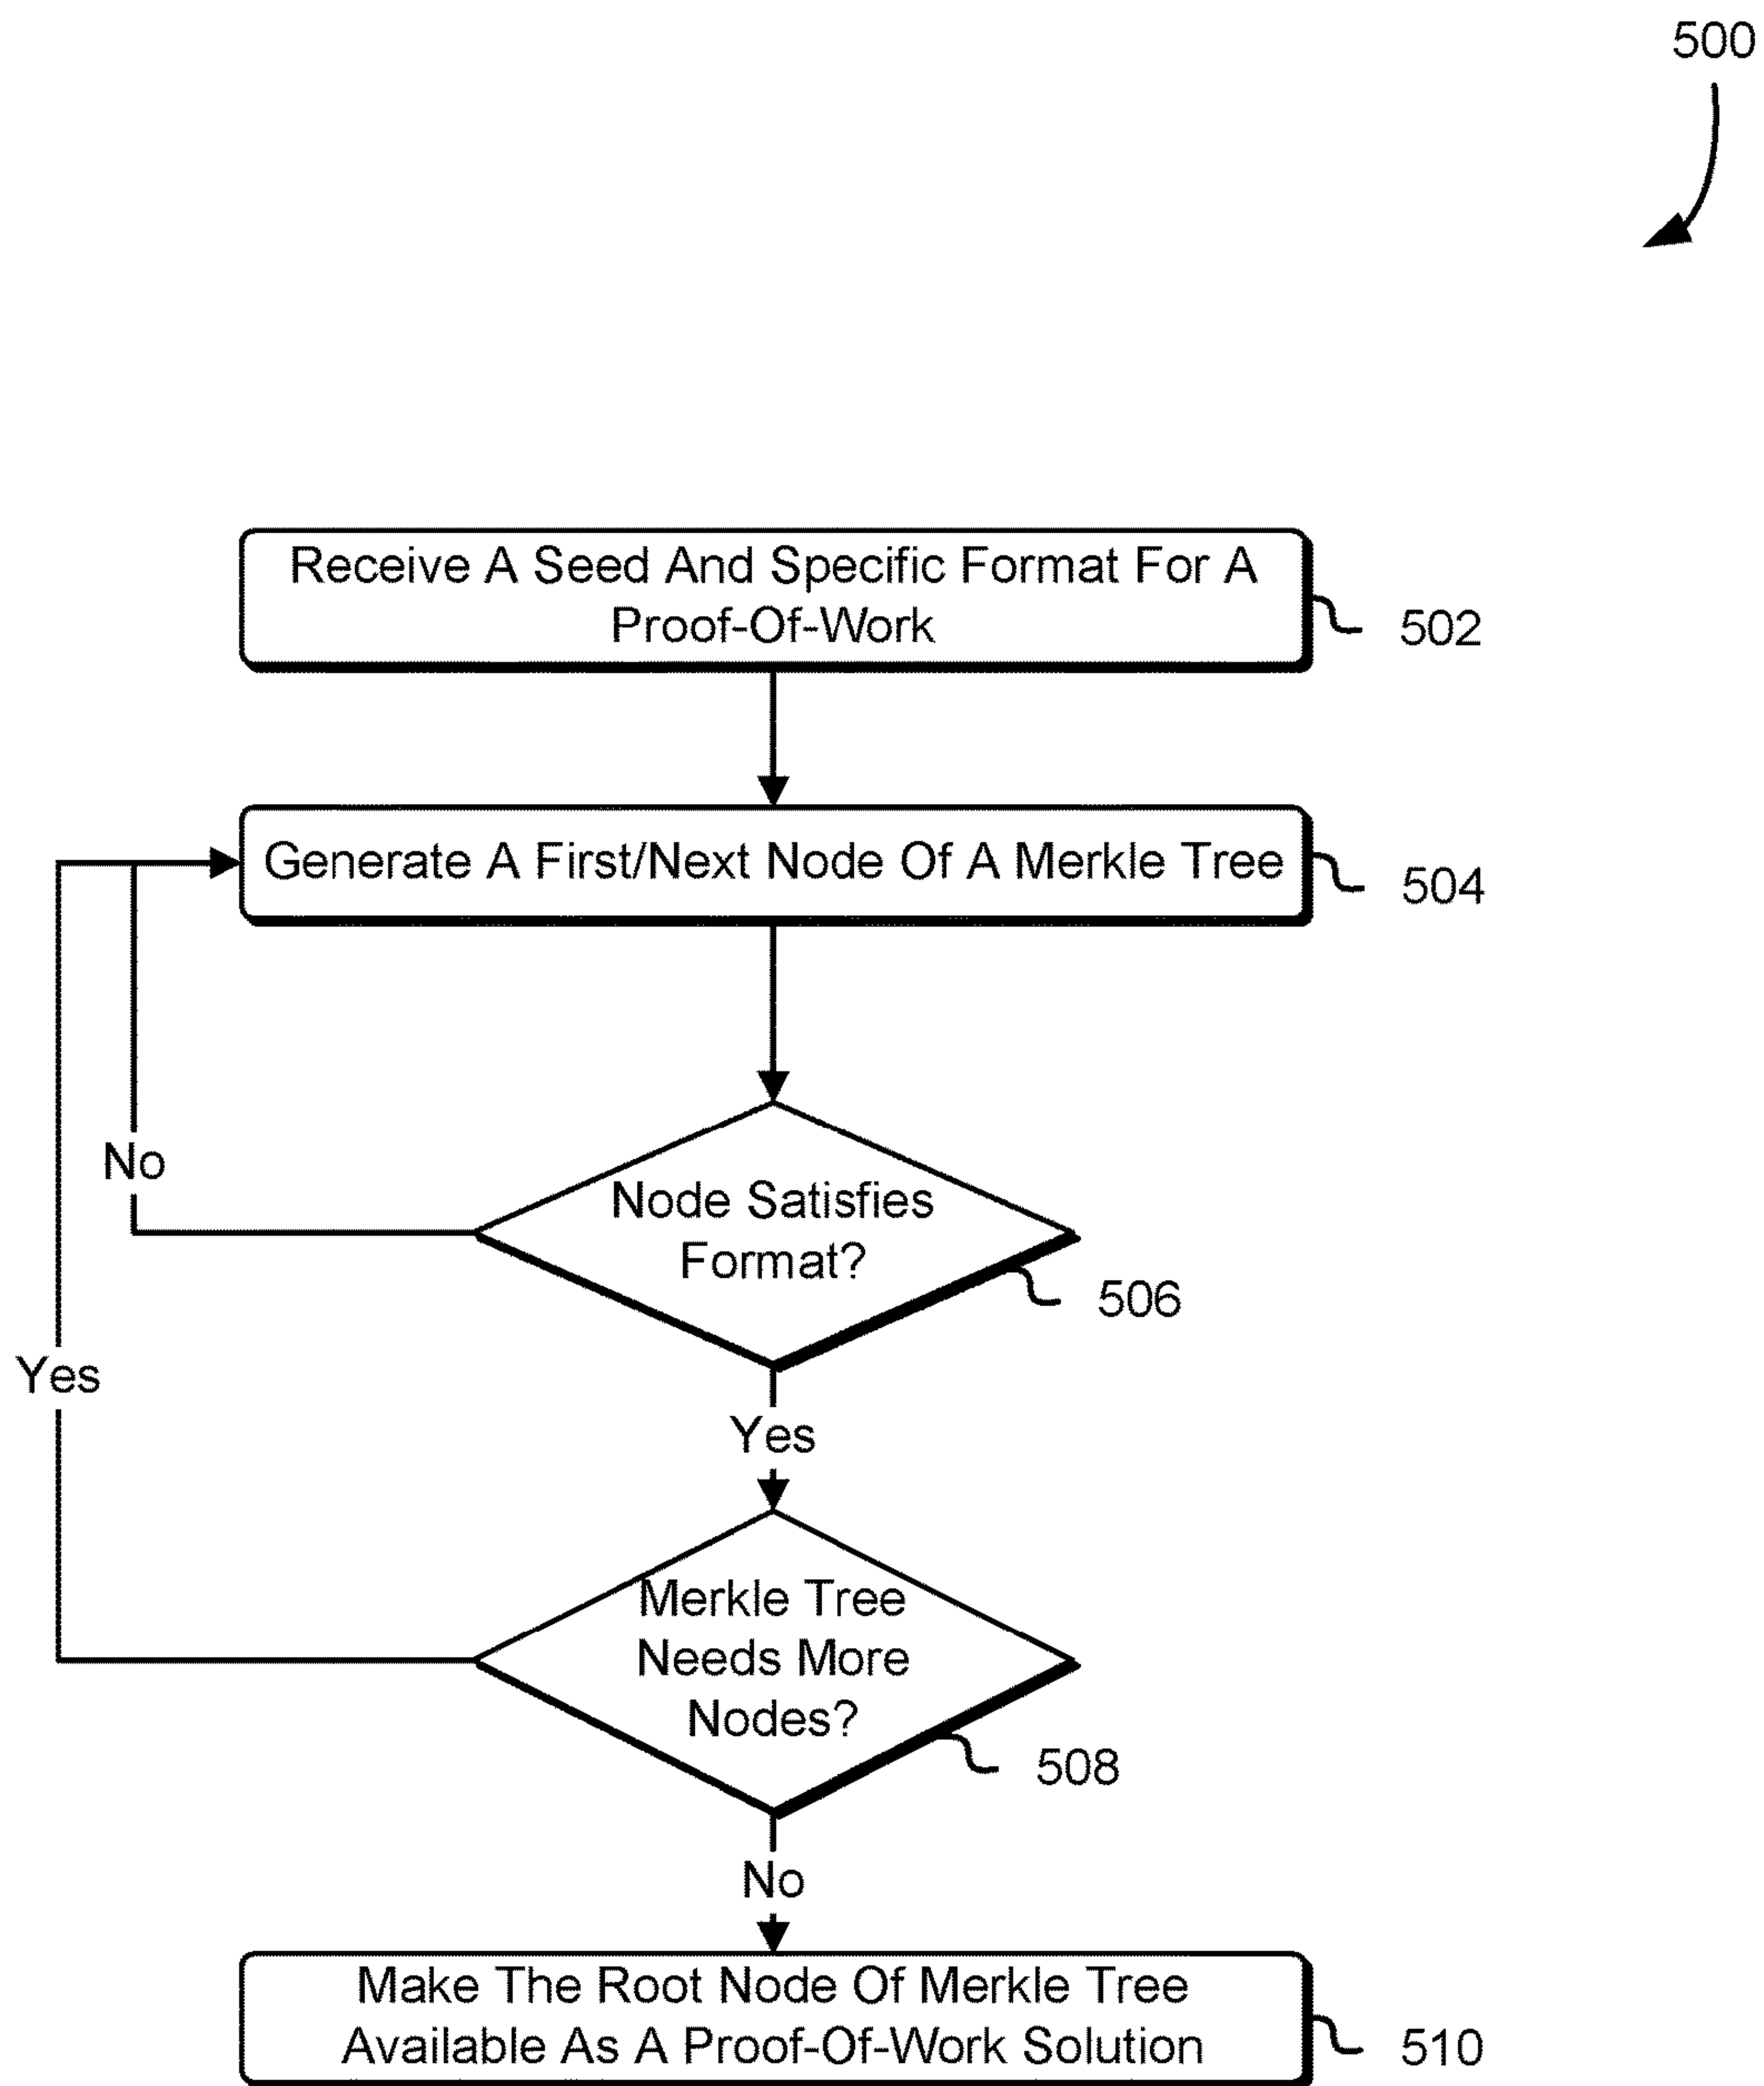 500
Receive A Seed And Specific Format For A
Proof-Of-Work
502
Generate A First/Next Node Of A Merkle Tree
504
No
Node Satisfies
Format?
506
Yes
Yes
Merkle Tree
Needs More
Nodes?
508
No
Make The Root Node Of Merkle Tree
Available As A Proof-Of-Work Solution
510